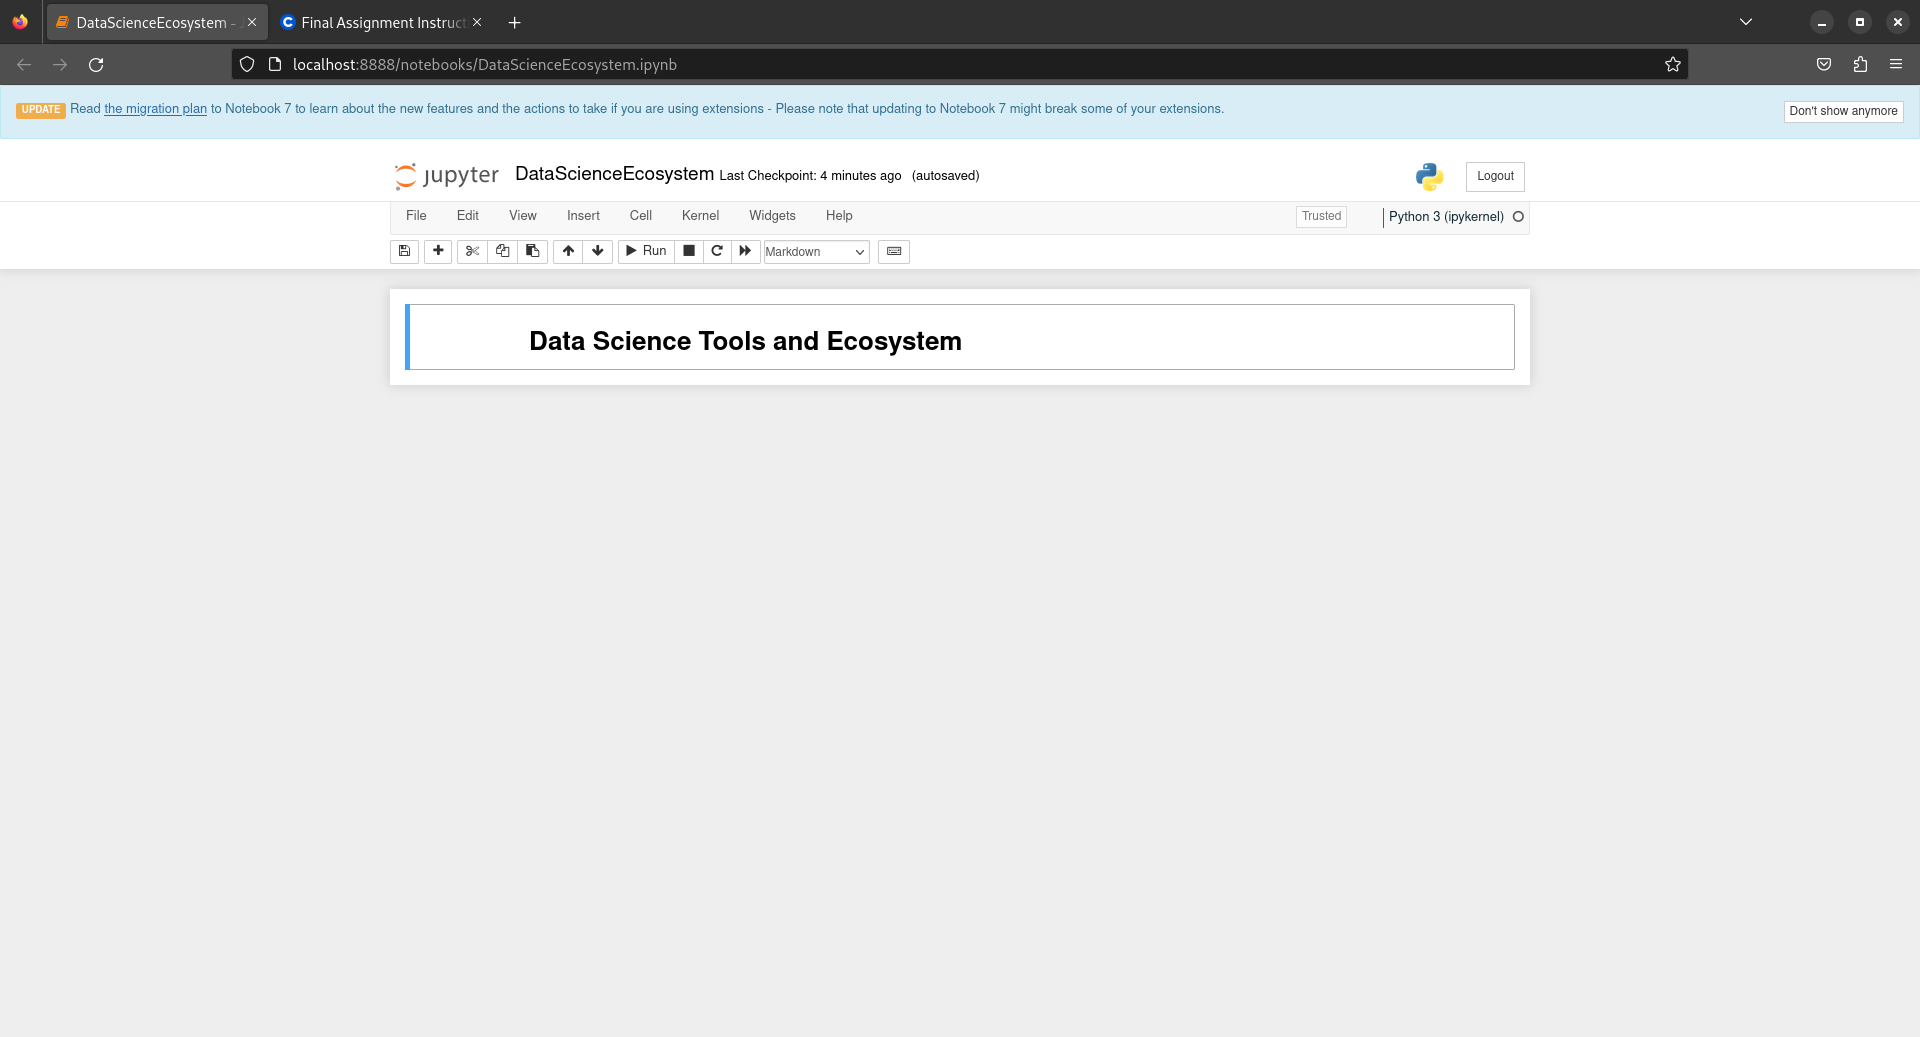 DataScienceEcosystem -
Final Assignment Instruct
localhost:8888/notebooks/DataScienceEcosystem.ipynb
UPDATE Read the migration plan to Notebook 7 to learn about the new features and the actions to take if you are using extensions - Please note that updating to Notebook 7 might break some of your extensions.
Don't show anymore
jupyter DataScienceEcosystem Last Checkpoint: 4 minutes ago (autosaved)
Logout
File Edit View Insert Cell Kernel Widgets Help
Trusted
Python 3 (ipykernel)
Run
Markdown
Data Science Tools and Ecosystem